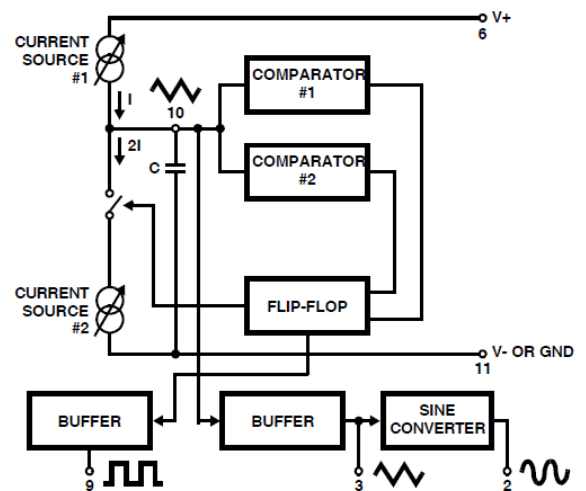 V+
6
CURRENT
SOURCE
#1
I
10
2I
C
COMPARATOR
#1
COMPARATOR
#2
CURRENT
SOURCE
#2
FLIP-FLOP
V- OR GND
11
BUFFER
BUFFER
SINE
CONVERTER
9
3
2